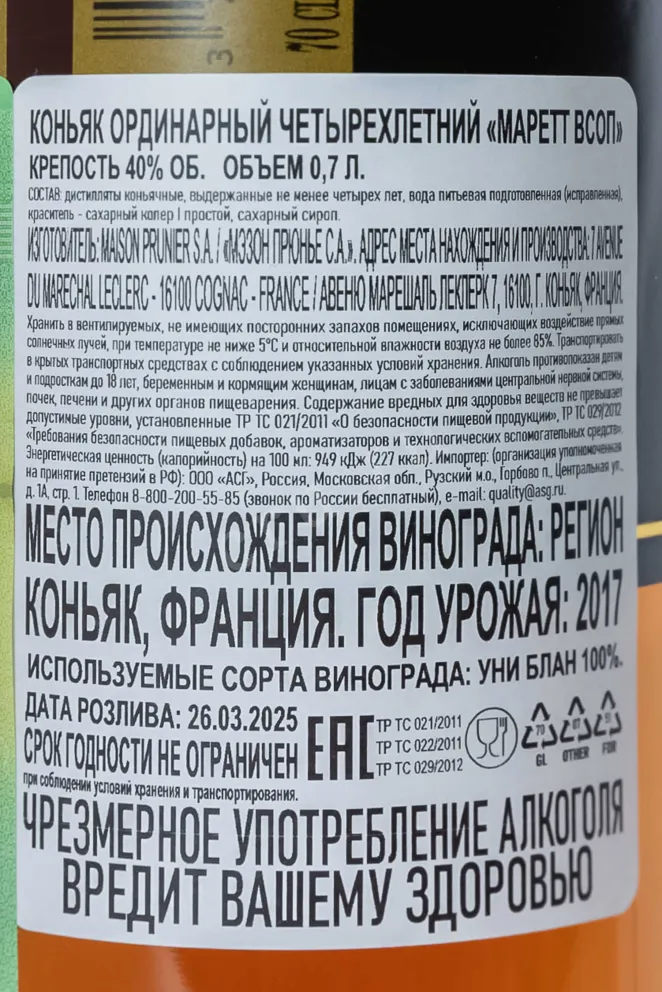 70 CL
3
КОНЬЯК ОРДИНАРНЫЙ ЧЕТЫРЕХЛЕТНИЙ «МАРЕТТ ВСОП»
КРЕПОСТЬ 40% ОБ. ОБЪЕМ 0,7 Л.
СОСТАВ: дистилляты коньячные, выдержанные не менее четырех лет, вода питьевая подготовленная (исправленная),
краситель - сахарный колер I простой, сахарный сироп.
ИЗГОТОВИТЕЛЬ: MAISON PRUNIER S.A. / «МЭЗОН ПРЮНЬЕ С.А.». АДРЕС МЕСТА НАХОЖДЕНИЯ И ПРОИЗВОДСТВА: 7 AVENUE
DU MARECHAL LECLERC - 16100 COGNAC - FRANCE / АВЕНЮ МАРЕШАЛЬ ЛЕКЛЕРК 7, 16100, Г. КОНЬЯК, ФРАНЦИЯ.
Хранить в вентилируемых, не имеющих посторонних запахов помещениях, исключающих воздействие прямых
солнечных лучей, при температуре не ниже 5°С и относительной влажности воздуха не более 85%. Транспортировать
в крытых транспортных средствах с соблюдением указанных условий хранения. Алкоголь противопоказан детям
и подросткам до 18 лет, беременным и кормящим женщинам, лицам с заболеваниями центральной нервной системы,
почек, печени и других органов пищеварения. Содержание вредных для здоровья веществ не превышает
допустимые уровни, установленные ТР ТС 021/2011 «О безопасности пищевой продукции», ТР ТС 029/2012
«Требования безопасности пищевых добавок, ароматизаторов и технологических вспомогательных средств».
Энергетическая ценность (калорийность) на 100 мл: 949 кДж (227 ккал). Импортер: (организация уполномоченная
на принятие претензий в РФ): ООО «АСГ», Россия, Московская обл., Рузский м.о., Горбово п., Центральная ул.,
д. 1А, стр. 1. Телефон 8-800-200-55-85 (звонок по России бесплатный), e-mail: quality@asg.ru.
МЕСТО ПРОИСХОЖДЕНИЯ ВИНОГРАДА: РЕГИОН
КОНЬЯК, ФРАНЦИЯ. ГОД УРОЖАЯ: 2017
ИСПОЛЬЗУЕМЫЕ СОРТА ВИНОГРАДА: УНИ БЛАН 100%.
ДАТА РОЗЛИВА: 26.03.2025
СРОК ГОДНОСТИ НЕ ОГРАНИЧЕН
при соблюдении условий хранения и транспортирования.
EAC
ТР ТС 021/2011
ТР ТС 022/2011
ТР ТС 029/2012
70
GL
07
OTHER
51
FOR
ЧРЕЗМЕРНОЕ УПОТРЕБЛЕНИЕ АЛКОГОЛЯ
ВРЕДИТ ВАШЕМУ ЗДОРОВЬЮ